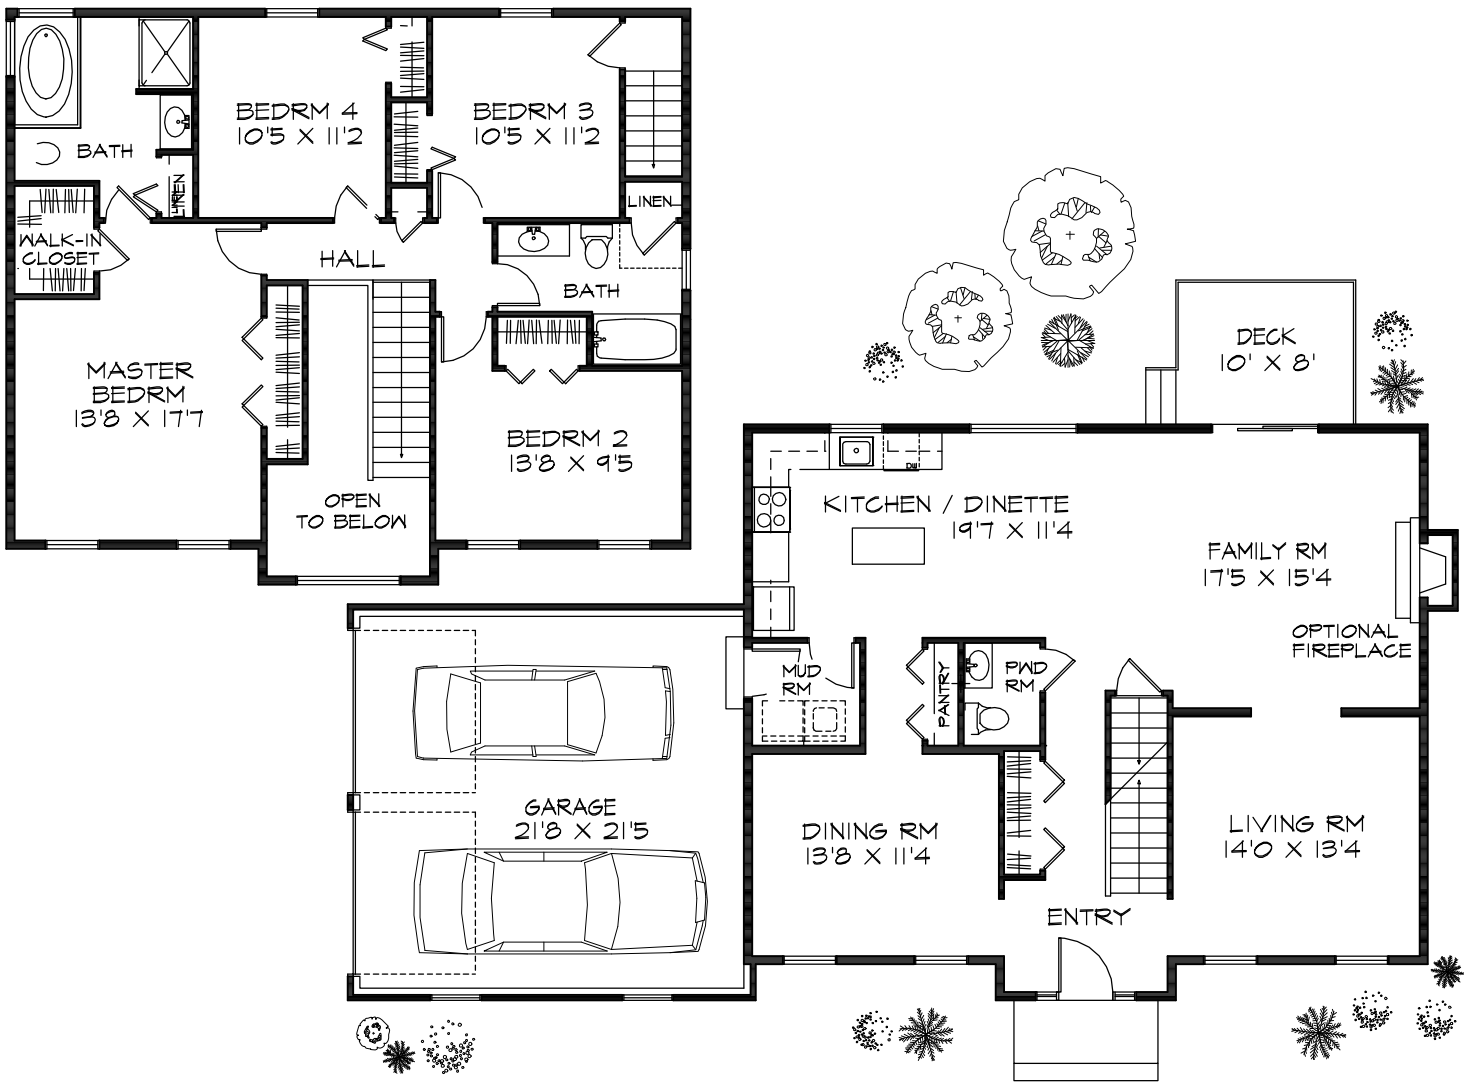 BEDRM 4
10'5 X 11'2
BEDRM 3
10'5 X 11'2
BATH
LINEN
LINEN
WALK-IN
CLOSET
HALL
BATH
MASTER
BEDRM
13'8 X 17'7
BEDRM 2
13'8 X 9'5
OPEN
TO BELOW
DECK
10' X 8'
DW
KITCHEN / DINETTE
19'7 X 11'4
FAMILY RM
17'5 X 15'4
OPTIONAL
FIREPLACE
MUD
RM
PANTRY
PWD
RM
GARAGE
21'8 X 21'5
DINING RM
13'8 X 11'4
LIVING RM
14'0 X 13'4
ENTRY